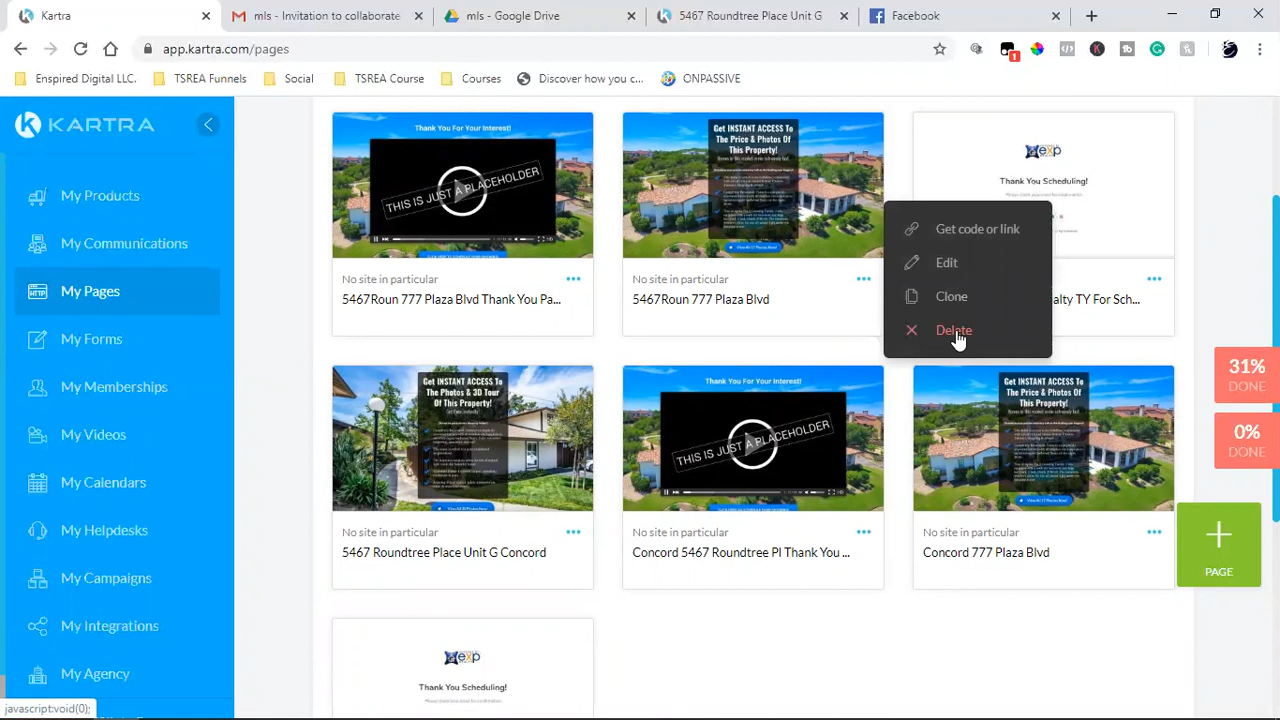 Kartra
mls - Invitation to collaborate
mls - Google Drive
5467 Roundtree Place Unit G
Facebook
app.kartra.com/pages
1
Enspired Digital LLC.
TSREA Funnels
Social
TSREA Course
Courses
Discover how you c...
ONPASSIVE
KARTRA
My Products
My Communications
My Pages
My Forms
My Memberships
My Videos
My Calendars
My Helpdesks
My Campaigns
My Integrations
My Agency
javascript:void(0);
Thank You For Your Interest!
THIS IS JUST A PLACEHOLDER
No site in particular
5467Roun 777 Plaza Blvd Thank You Pa...
Get INSTANT ACCESS To
The Price & Photos Of
This Property!
No site in particular
5467Roun 777 Plaza Blvd
exp
Thank You Scheduling!
ealty TY For Sch...
Get code or link
Edit
Clone
Delete
Get INSTANT ACCESS To
The Photos & 3D Tour
Of This Property!
No site in particular
5467 Roundtree Place Unit G Concord
Thank You For Your Interest!
THIS IS JUST A PLACEHOLDER
No site in particular
Concord 5467 Roundtree Pl Thank You ...
Get INSTANT ACCESS To
The Price & Photos Of
This Property!
No site in particular
Concord 777 Plaza Blvd
exp
Thank You Scheduling!
31%
DONE
0%
DONE
PAGE